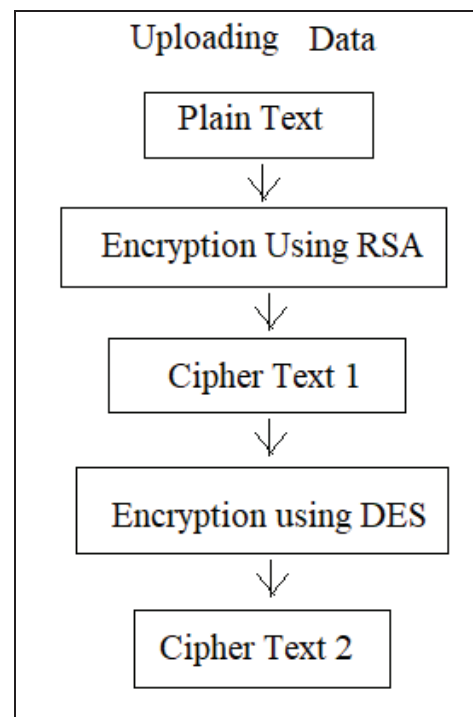 Uploading Data
Plain Text
Encryption Using RSA
Cipher Text 1
Encryption using DES
Cipher Text 2